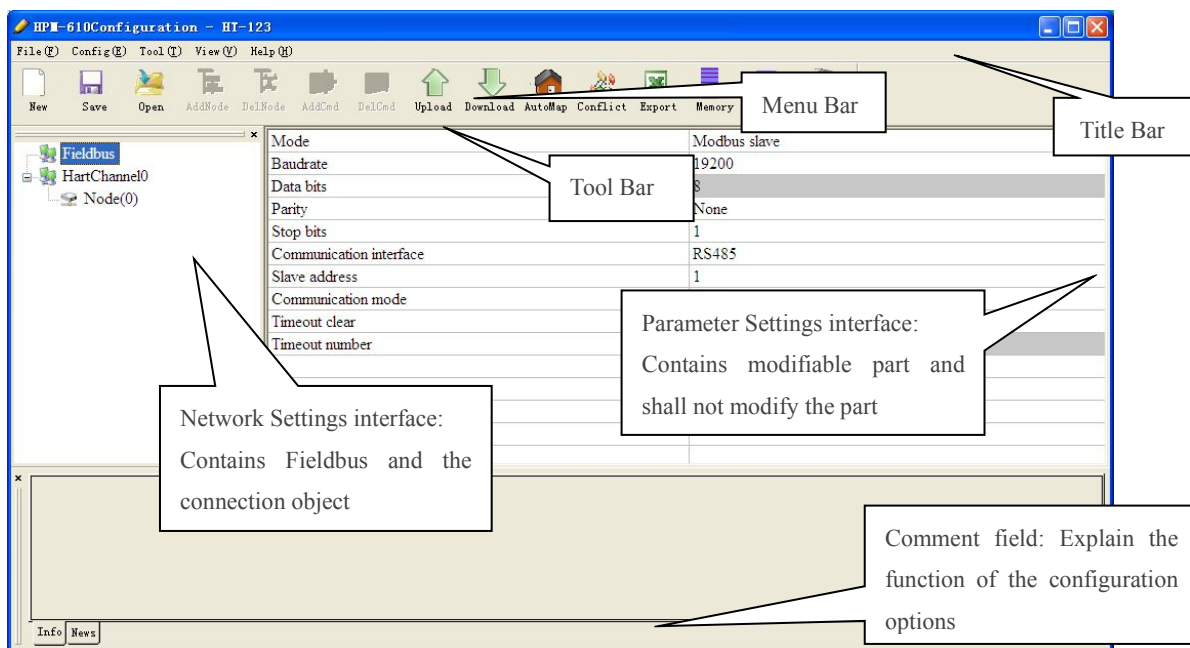 HPM-610Configuration - HT-123
File(F) Config(E) Tool(T) View(V) Help(H)
New Save Open AddNode DelNode AddCmd DelCmd Upload Download AutoMap Conflict Export Memory
Menu Bar
Title Bar
Fieldbus
HartChannel0
Node(0)
Mode Modbus slave
Baudrate 19200
Data bits 8
Parity None
Stop bits 1
Communication interface RS485
Slave address 1
Communication mode
Timeout clear
Timeout number
Tool Bar
Parameter Settings interface:
Contains modifiable part and
shall not modify the part
Network Settings interface:
Contains Fieldbus and the
connection object
Comment field: Explain the
function of the configuration
options
Info News